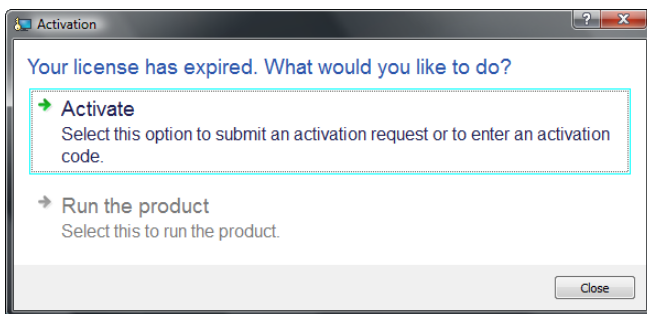 Activation
Your license has expired. What would you like to do?
Activate
Select this option to submit an activation request or to enter an activation
code.
Run the product
Select this to run the product.
Close